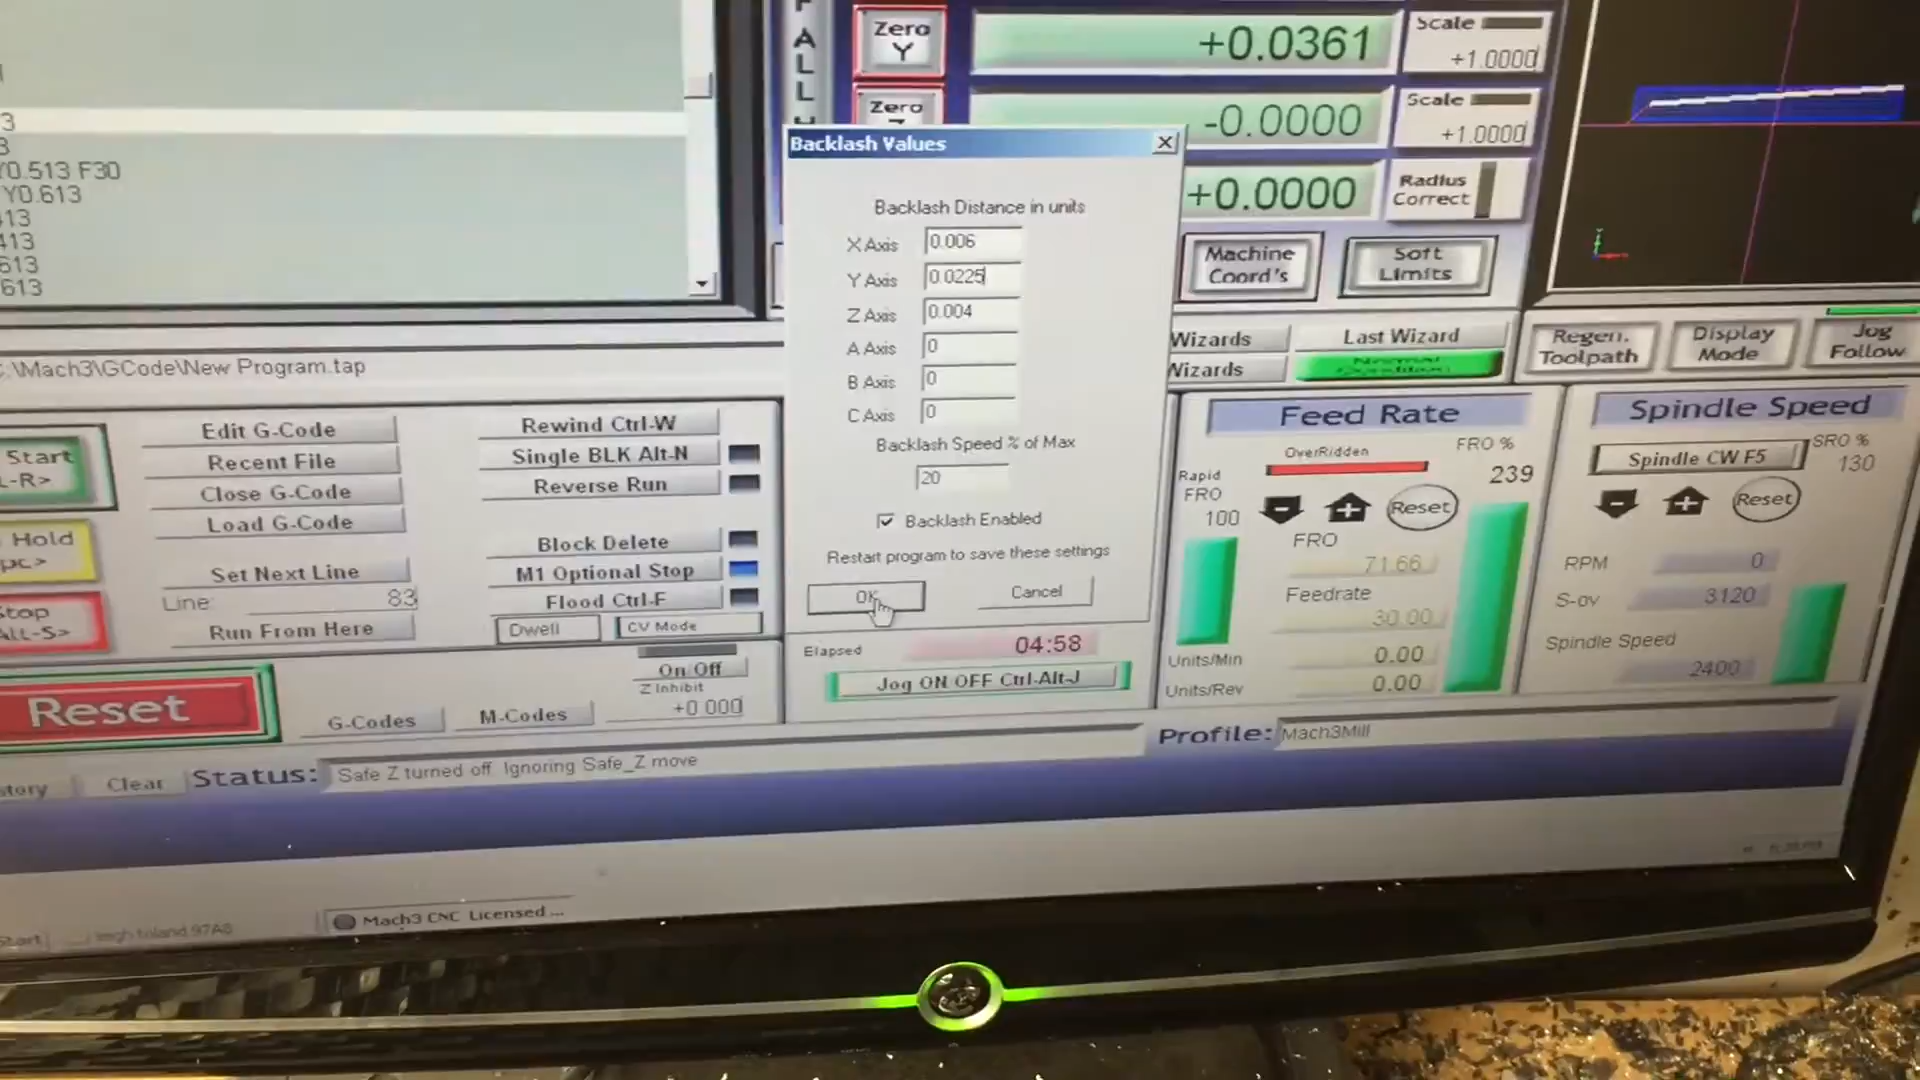 Zero
Y
+0.0361
Scale
+1.0000
Zero
-0.0000
Scale
+1.0000
+0.0000
Radius
Correct
Machine
Coord's
Soft
Limits
3
3
Y0.513 F30
Y0.613
413
413
613
613
Backlash Values
Backlash Distance in units
X Axis 0.006
Y Axis 0.0225
Z Axis 0.004
A Axis 0
B Axis 0
C Axis 0
Backlash Speed % of Max
20
Backlash Enabled
Restart program to save these settings
OK
Cancel
Wizards
Last Wizard
Wizards
Normal
Condition
Regen.
Toolpath
Display
Mode
Jog
Follow
:\Mach3\GCode\New Program.tap
Start
L-R>
Hold
pc>
Stop
ALt-S>
Edit G-Code
Recent File
Close G-Code
Load G-Code
Set Next Line
Line: 83
Run From Here
Rewind Ctrl-W
Single BLK Alt-N
Reverse Run
Block Delete
M1 Optional Stop
Flood Ctrl-F
Dwell
CV Mode
Elapsed 04:58
Jog ON OFF Ctrl-Alt-J
On/Off
Z Inhibit
+0.000
Reset
G-Codes
M-Codes
Feed Rate
OverRidden
FRO %
239
Rapid
FRO
100
Reset
FRO
71.66
Feedrate
30.00
Units/Min 0.00
Units/Rev 0.00
Spindle Speed
Spindle CW F5
SRO %
130
Reset
RPM 0
S-ov 3120
Spindle Speed
2400
Profile: Mach3Mill
story
Clear
Status: Safe Z turned off. Ignoring Safe_Z move
Start
Mach3 CNC Licensed ...